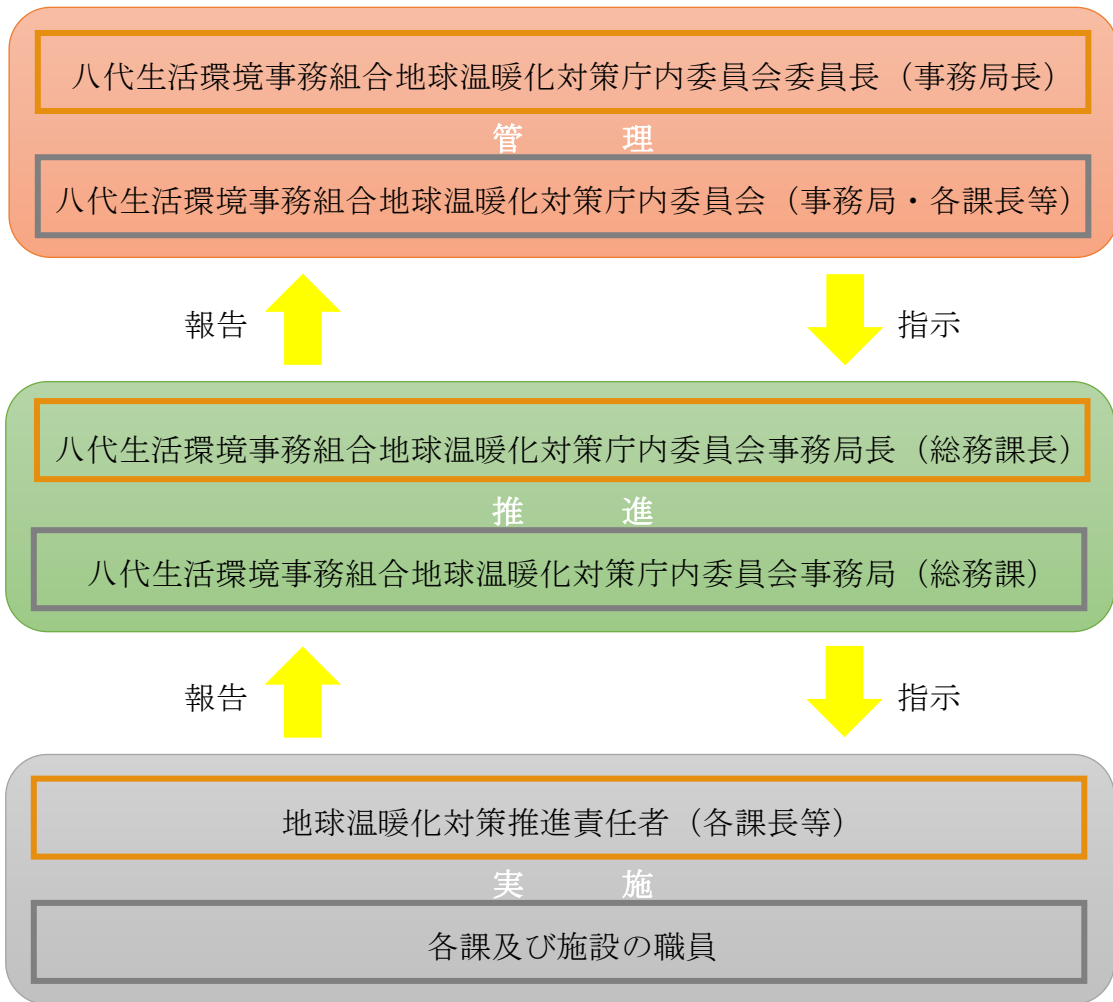 八代生活環境事務組合地球温暖化対策庁内委員会委員長（事務局長）
管　　　理
八代生活環境事務組合地球温暖化対策庁内委員会（事務局・各課長等）
報告
指示
八代生活環境事務組合地球温暖化対策庁内委員会事務局長（総務課長）
推　　　進
八代生活環境事務組合地球温暖化対策庁内委員会事務局（総務課）
報告
指示
地球温暖化対策推進責任者（各課長等）
実　　　施
各課及び施設の職員